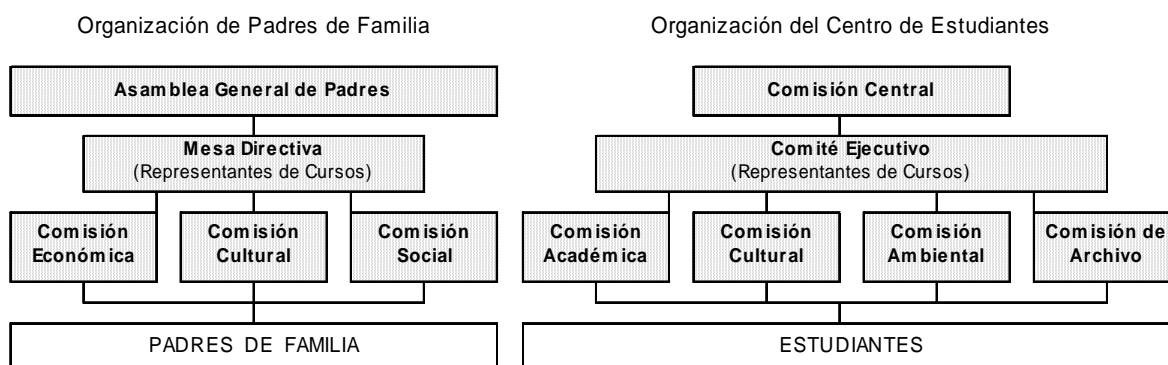 Organización de Padres de Familia
Asamblea General de Padres
Mesa Directiva
(Representantes de Cursos)
Comisión
Económica
Comisión
Cultural
Comisión
Social
PADRES DE FAMILIA
Organización del Centro de Estudiantes
Comisión Central
Comité Ejecutivo
(Representantes de Cursos)
Comisión
Académica
Comisión
Cultural
Comisión
Ambiental
Comisión de
Archivo
ESTUDIANTES